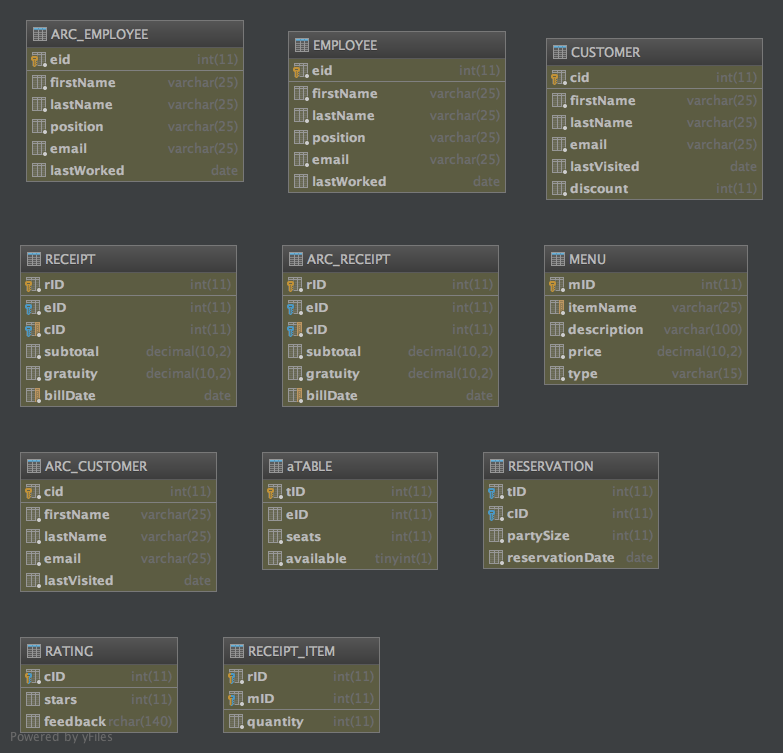 ARC_EMPLOYEE
eid int(11)
firstName varchar(25)
lastName varchar(25)
position varchar(25)
email varchar(25)
lastWorked date
EMPLOYEE
eid int(11)
firstName varchar(25)
lastName varchar(25)
position varchar(25)
email varchar(25)
lastWorked date
CUSTOMER
cid int(11)
firstName varchar(25)
lastName varchar(25)
email varchar(25)
lastVisited date
discount int(11)
RECEIPT
rID int(11)
eID int(11)
cID int(11)
subtotal decimal(10,2)
gratuity decimal(10,2)
billDate date
ARC_RECEIPT
rID int(11)
eID int(11)
cID int(11)
subtotal decimal(10,2)
gratuity decimal(10,2)
billDate date
MENU
mID int(11)
itemName varchar(25)
description varchar(100)
price decimal(10,2)
type varchar(15)
ARC_CUSTOMER
cid int(11)
firstName varchar(25)
lastName varchar(25)
email varchar(25)
lastVisited date
aTABLE
tID int(11)
eID int(11)
seats int(11)
available tinyint(1)
RESERVATION
tID int(11)
cID int(11)
partySize int(11)
reservationDate date
RATING
cID int(11)
stars int(11)
feedback rchar(140)
RECEIPT_ITEM
rID int(11)
mID int(11)
quantity int(11)
Powered by yFiles